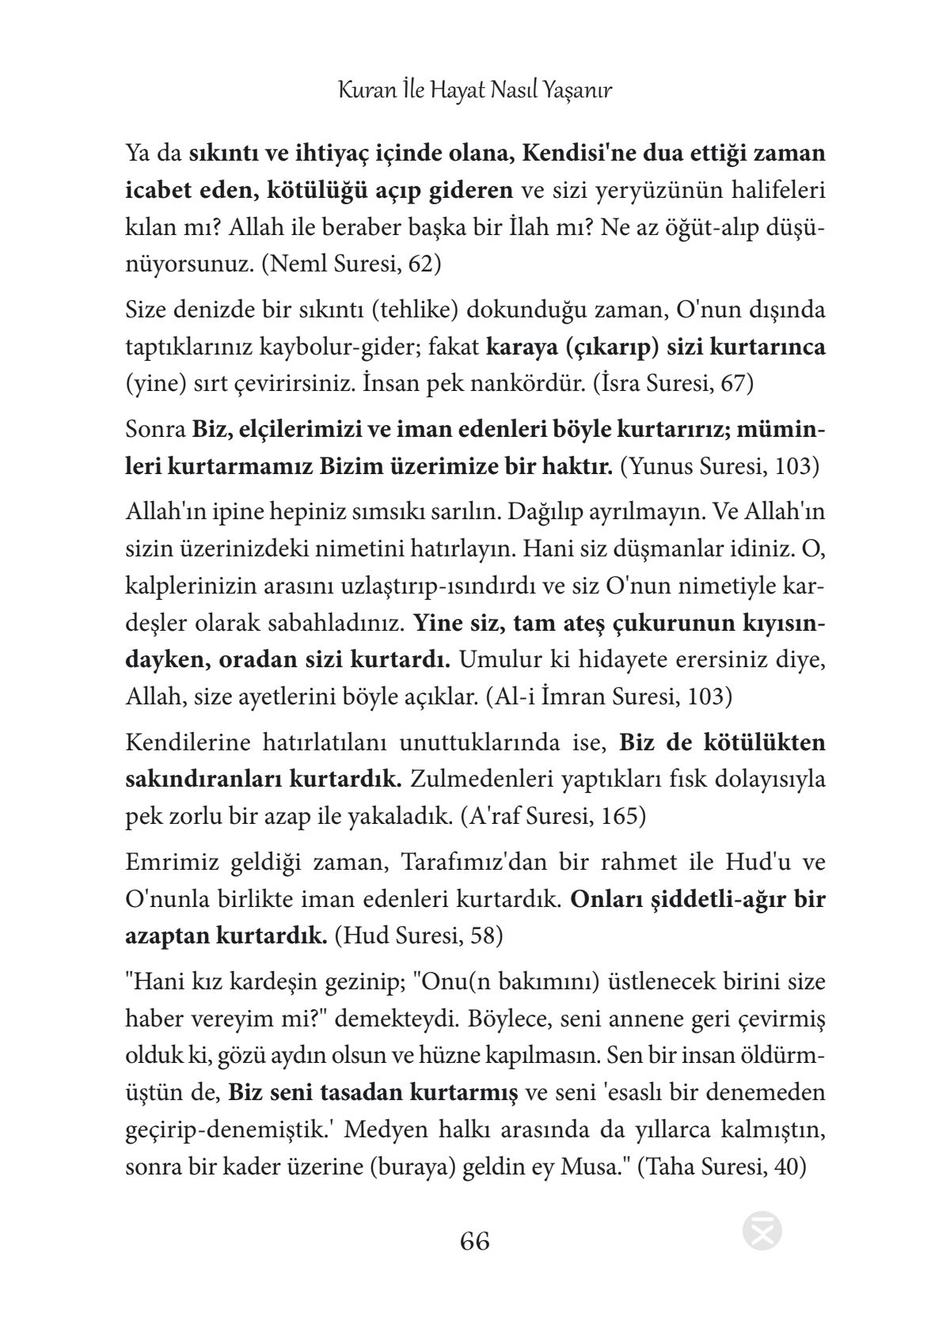 Kuran İle Hayat Nasıl Yaşanır
Ya da sıkıntı ve ihtiyaç içinde olana, Kendisi'ne dua ettiği zaman
icabet eden, kötülüğü açıp gideren ve sizi yeryüzünün halifeleri
kılan mı? Allah ile beraber başka bir İlah mı? Ne az öğüt-alıp düşü-
nüyorsunuz. (Neml Suresi, 62)
Size denizde bir sıkıntı (tehlike) dokunduğu zaman, O'nun dışında
taptıklarınız kaybolur-gider; fakat karaya (çıkarıp) sizi kurtarınca
(yine) sırt çevirirsiniz. İnsan pek nankördür. (İsra Suresi, 67)
Sonra Biz, elçilerimizi ve iman edenleri böyle kurtarırız; mümin-
leri kurtarmamız Bizim üzerimize bir haktır. (Yunus Suresi, 103)
Allah'ın ipine hepiniz sımsıkı sarılın. Dağılıp ayrılmayın. Ve Allah'ın
sizin üzerinizdeki nimetini hatırlayın. Hani siz düşmanlar idiniz. O,
kalplerinizin arasını uzlaştırıp-ısındırdı ve siz O'nun nimetiyle kar-
deşler olarak sabahladınız. Yine siz, tam ateş çukurunun kıyısın-
dayken, oradan sizi kurtardı. Umulur ki hidayete erersiniz diye,
Allah, size ayetlerini böyle açıklar. (Al-i İmran Suresi, 103)
Kendilerine hatırlatılanı unuttuklarında ise, Biz de kötülükten
sakındıranları kurtardık. Zulmedenleri yaptıkları fısk dolayısıyla
pek zorlu bir azap ile yakaladık. (A'raf Suresi, 165)
Emrimiz geldiği zaman, Tarafımız'dan bir rahmet ile Hud'u ve
O'nunla birlikte iman edenleri kurtardık. Onları şiddetli-ağır bir
azaptan kurtardık. (Hud Suresi, 58)
"Hani kız kardeşin gezinip; "Onu(n bakımını) üstlenecek birini size
haber vereyim mi?" demekteydi. Böylece, seni annene geri çevirmiş
olduk ki, gözü aydın olsun ve hüzne kapılmasın. Sen bir insan öldürm-
üştün de, Biz seni tasadan kurtarmış ve seni 'esaslı bir denemeden
geçirip-denemiştik.' Medyen halkı arasında da yıllarca kalmıştın,
sonra bir kader üzerine (buraya) geldin ey Musa." (Taha Suresi, 40)
66